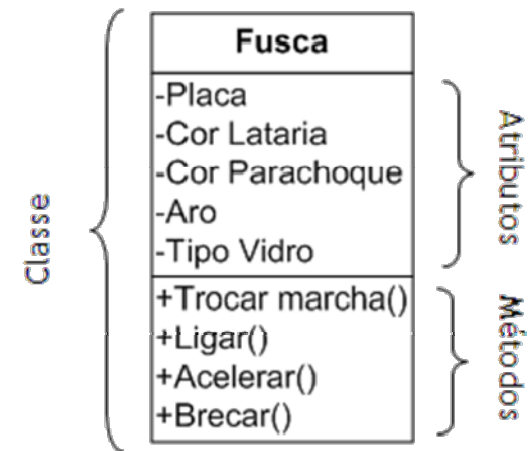 Fusca
-Placa
-Cor Lataria
-Cor Parachoque
-Aro
-Tipo Vidro
+Trocar marcha()
+Ligar()
+Acelerar()
+Brecar()
Classe
Atributos
Métodos